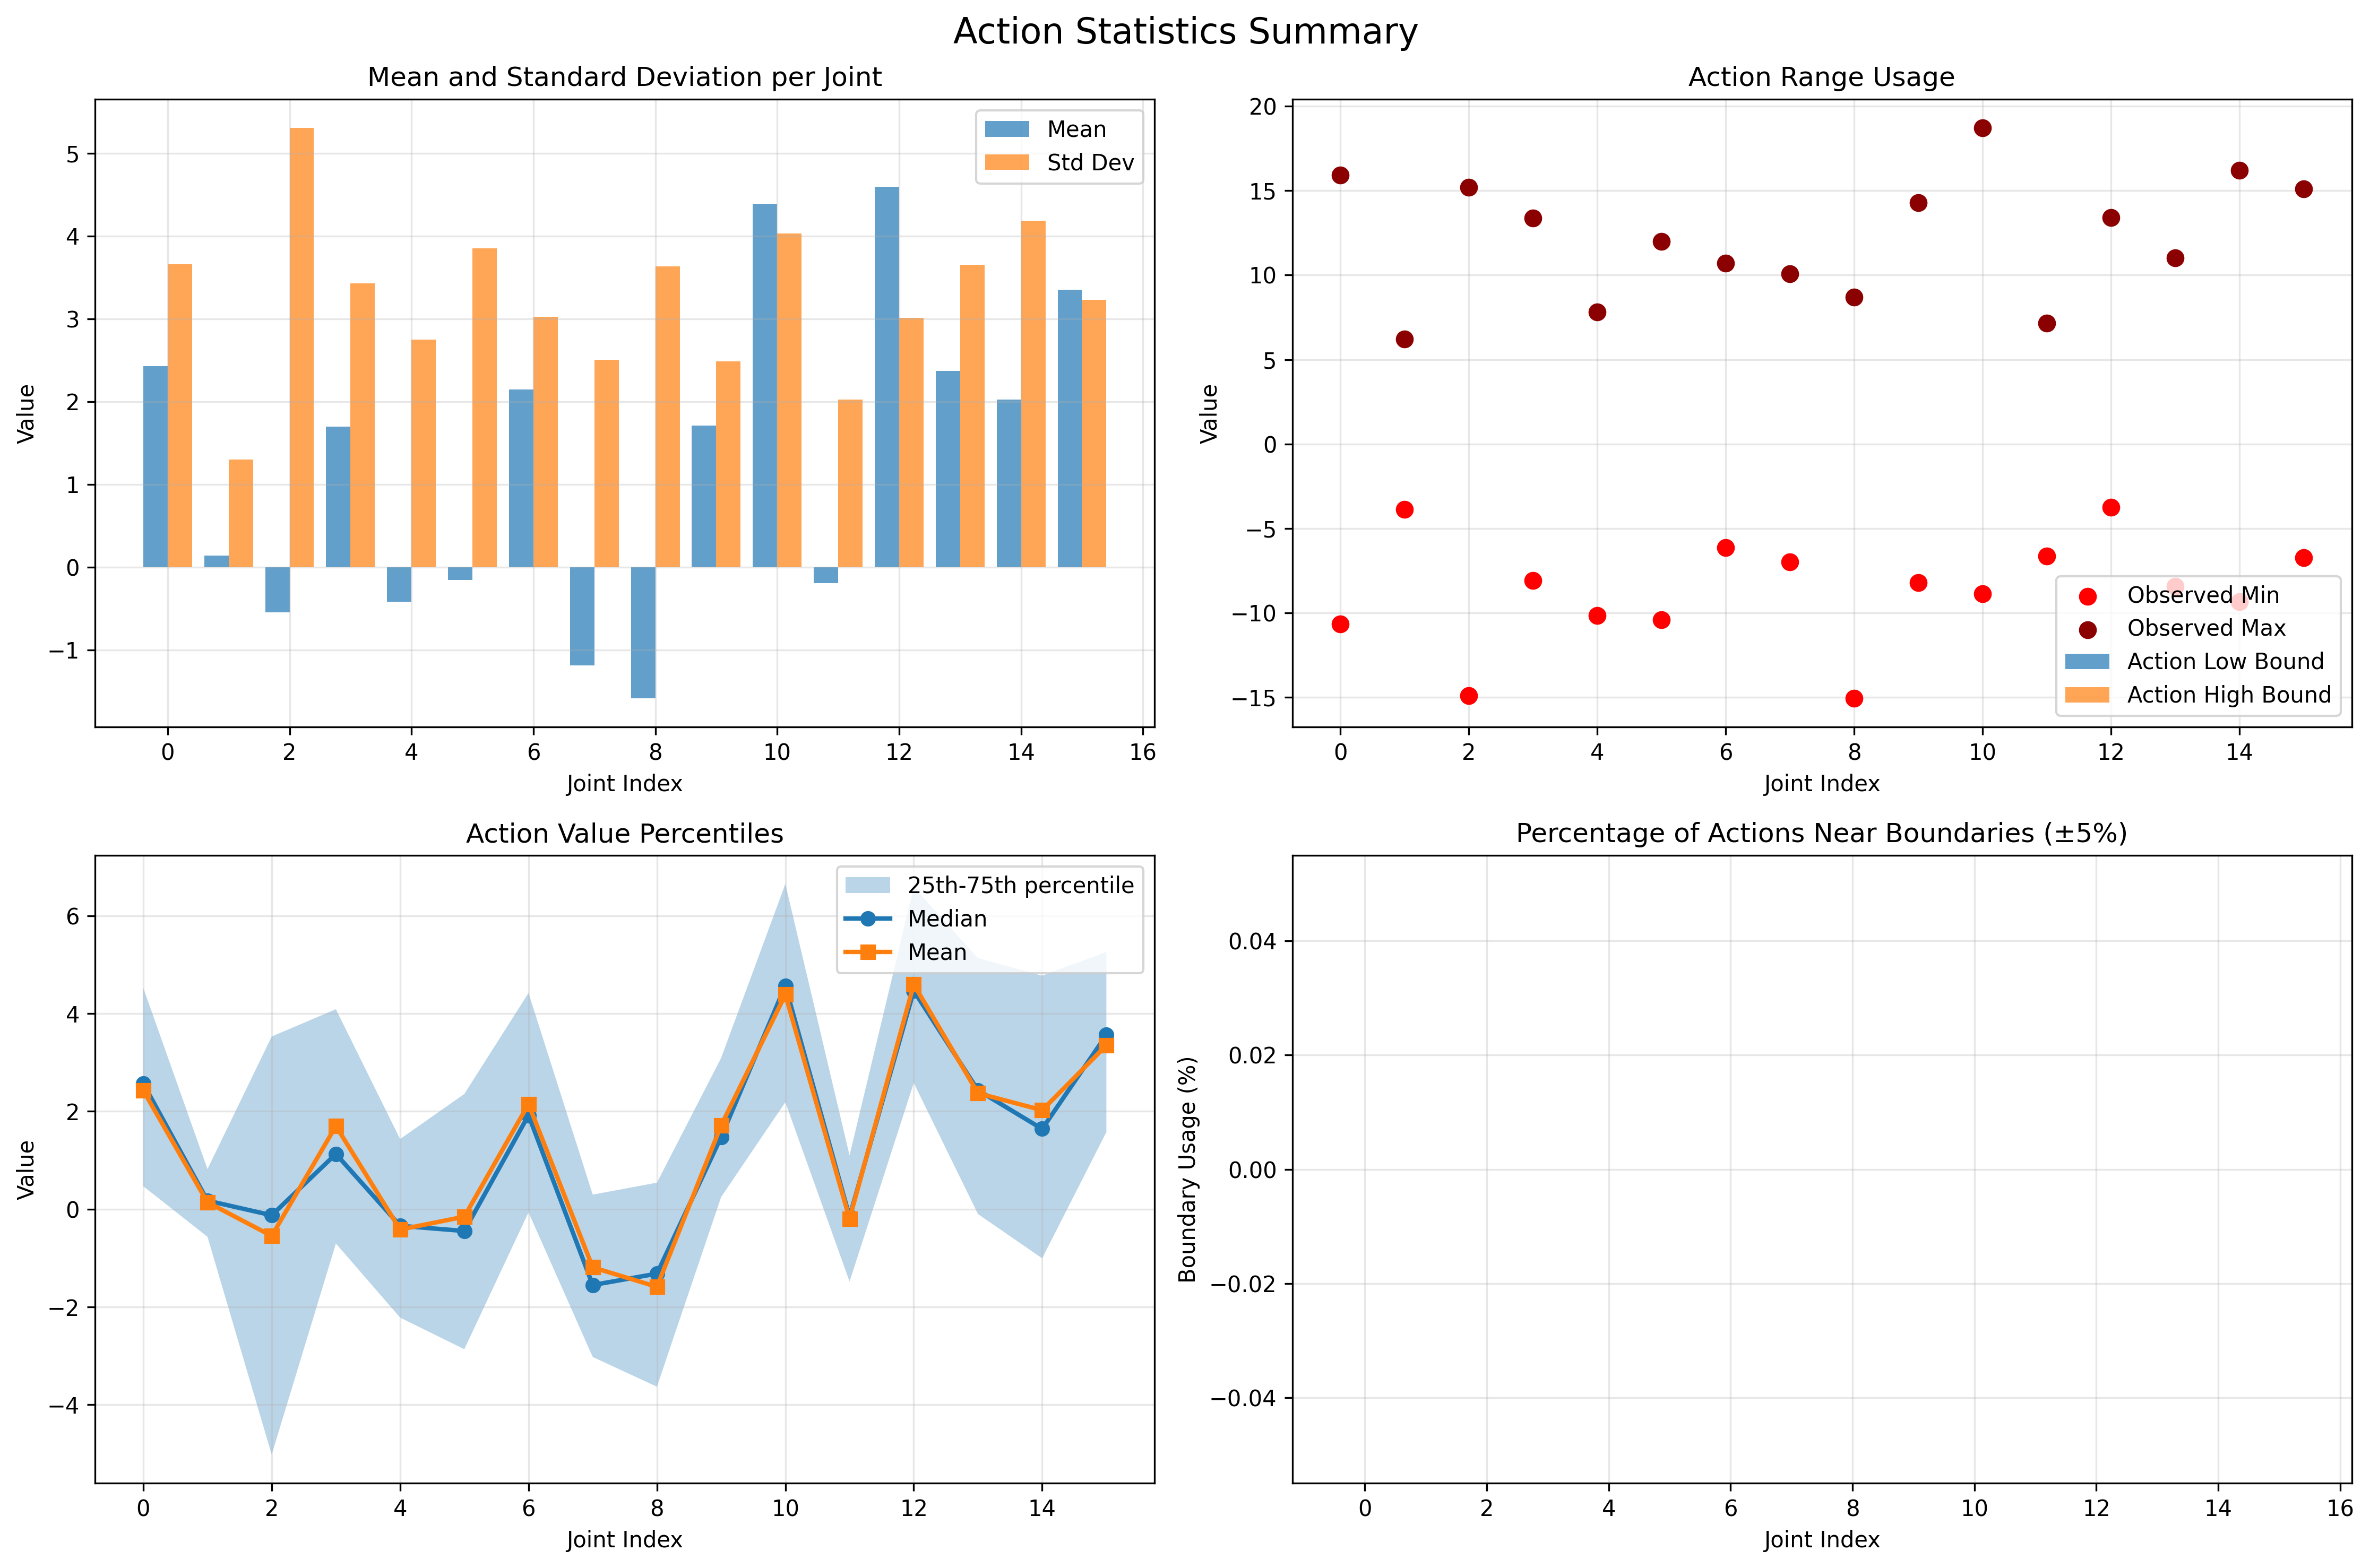 Action Statistics Summary
Mean and Standard Deviation per Joint
Mean
Std Dev
Value
5
4
3
2
1
0
−1
0 2 4 6 8 10 12 14 16
Joint Index
Action Range Usage
Value
20
15
10
5
0
−5
−10
−15
Observed Min
Observed Max
Action Low Bound
Action High Bound
0 2 4 6 8 10 12 14
Joint Index
Action Value Percentiles
25th-75th percentile
Median
Mean
Value
6
4
2
0
−2
−4
0 2 4 6 8 10 12 14
Joint Index
Percentage of Actions Near Boundaries (±5%)
Boundary Usage (%)
0.04
0.02
0.00
−0.02
−0.04
0 2 4 6 8 10 12 14 16
Joint Index